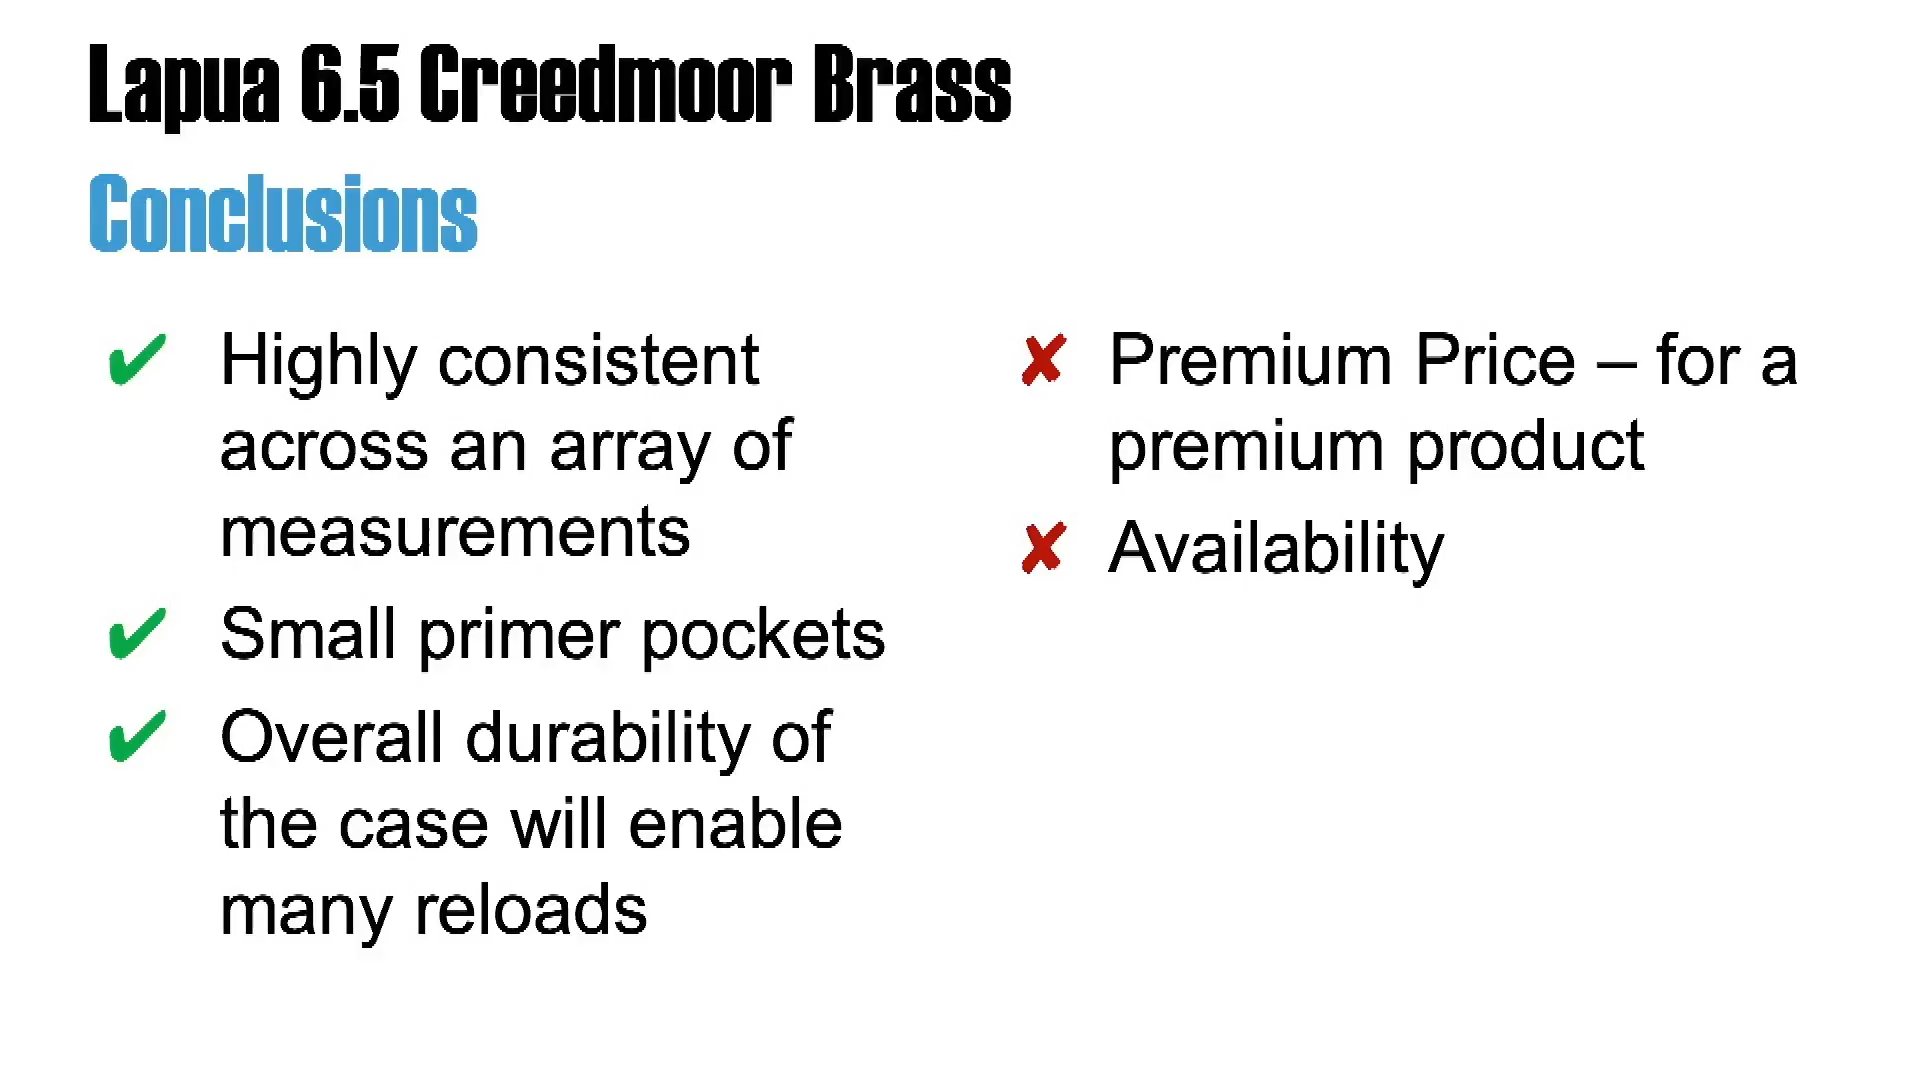 Lapua 6.5 Creedmoor Brass
Conclusions
✔ Highly consistent
across an array of
measurements
✔ Small primer pockets
✔ Overall durability of
the case will enable
many reloads
✘ Premium Price – for a
premium product
✘ Availability